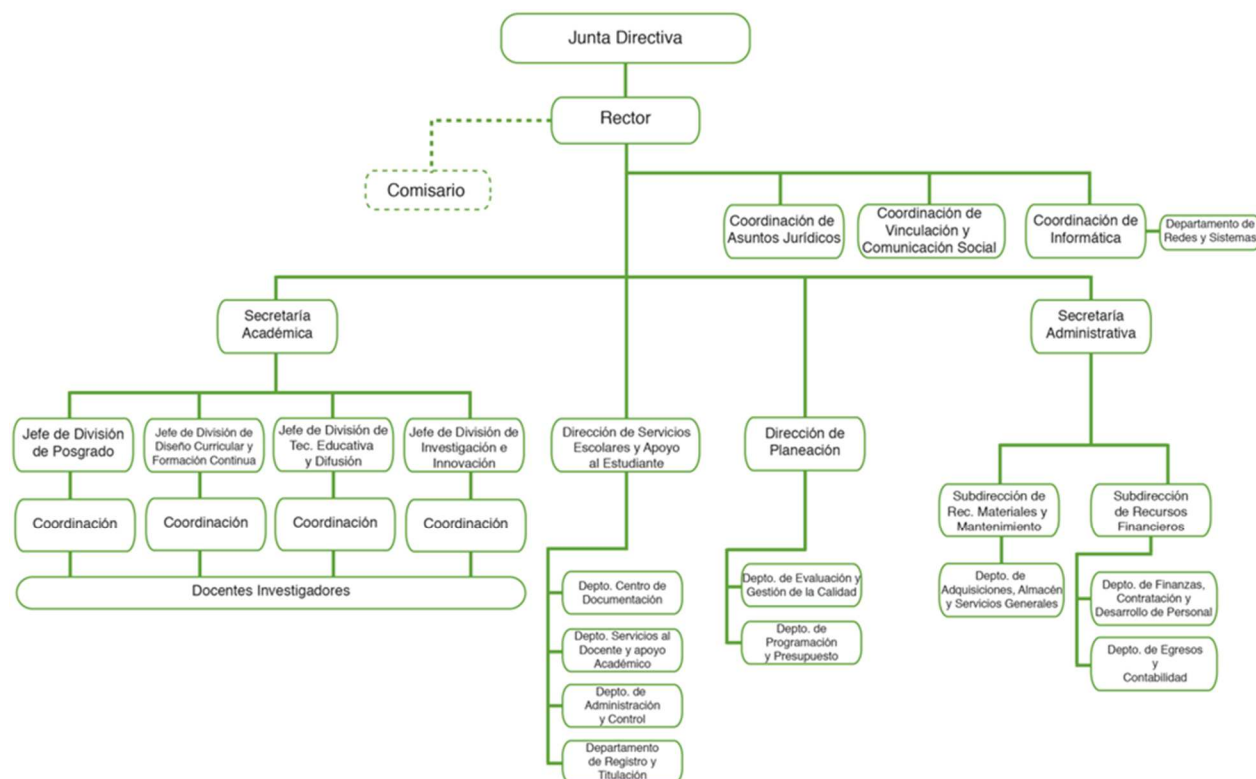 Junta Directiva
Rector
Comisario
Coordinación de
Asuntos Jurídicos
Coordinación de
Vinculación y
Comunicación Social
Coordinación de
Informática
Departamento de
Redes y Sistemas
Secretaría
Académica
Secretaría
Administrativa
Jefe de División
de Posgrado
Jefe de División de
Diseño Curricular y
Formación Continua
Jefe de División de
Tec. Educativa
y Difusión
Jefe de División de
Investigación e
Innovación
Dirección de Servicios
Escolares y Apoyo
al Estudiante
Dirección de
Planeación
Subdirección de
Rec. Materiales y
Mantenimiento
Subdirección
de Recursos
Financieros
Coordinación
Coordinación
Coordinación
Coordinación
Docentes Investigadores
Depto. Centro de
Documentación
Depto. Servicios al
Docente y apoyo
Académico
Depto. de
Administración
y Control
Departamento
de Registro y
Titulación
Depto. de Evaluación y
Gestión de la Calidad
Depto. de
Programación
y Presupuesto
Depto. de
Adquisiciones, Almacén
y Servicios Generales
Depto. de Finanzas,
Contratación y
Desarrollo de Personal
Depto. de Egresos
y
Contabilidad